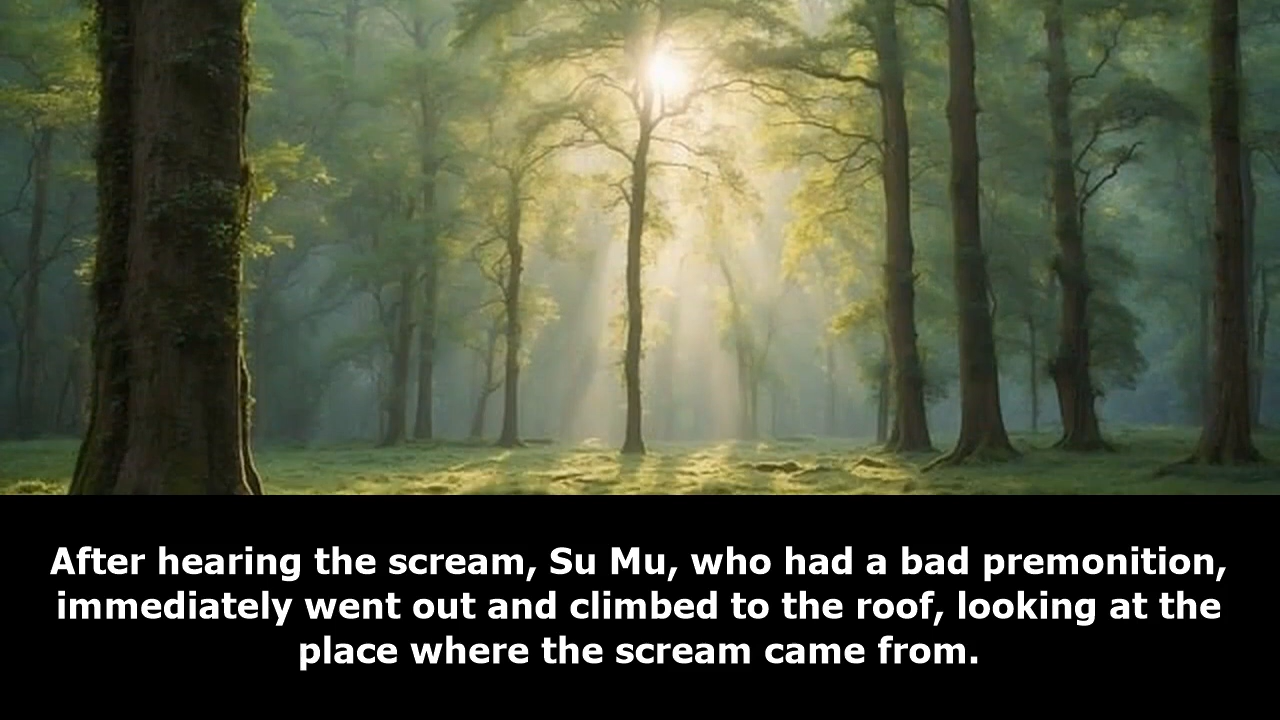 After hearing the scream, Su Mu, who had a bad premonition,
immediately went out and climbed to the roof, looking at the
place where the scream came from.